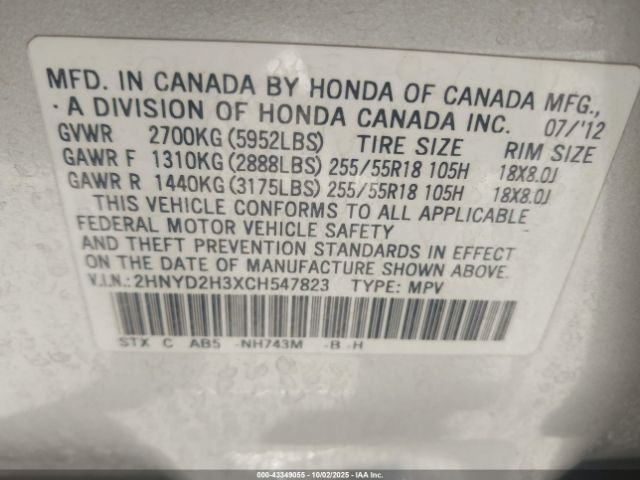 MFD. IN CANADA BY HONDA OF CANADA MFG.,
A DIVISION OF HONDA CANADA INC. 07/'12
GVWR 2700KG (5952LBS) TIRE SIZE RIM SIZE
GAWR F 1310KG (2888LBS) 255/55R18 105H 18X8.0J
GAWR R 1440KG (3175LBS) 255/55R18 105H 18X8.0J
THIS VEHICLE CONFORMS TO ALL APPLICABLE
FEDERAL MOTOR VEHICLE SAFETY
AND THEFT PREVENTION STANDARDS IN EFFECT
ON THE DATE OF MANUFACTURE SHOWN ABOVE.
V.I.N.: 2HNYD2H3XCH547823 TYPE: MPV
STX C AB5 -NH743M -B -H
000-43349055 - 10/02/2025 - IAA Inc.